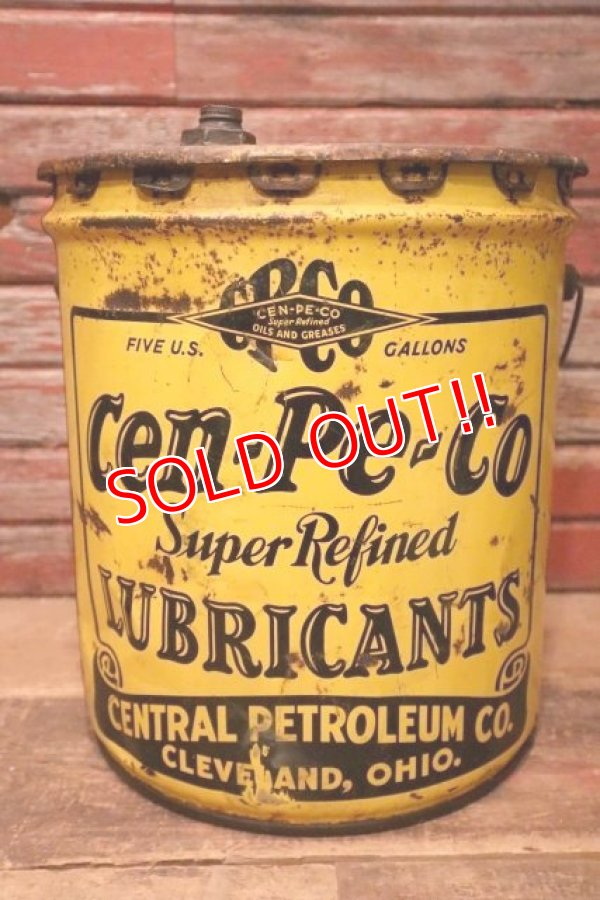 CPCo
CEN-PE-CO
Super Refined
OILS AND GREASES
FIVE U.S. GALLONS
Cen-Pe-Co
SOLD OUT!!
Super Refined
LUBRICANTS
CENTRAL PETROLEUM CO.
CLEVELAND, OHIO.